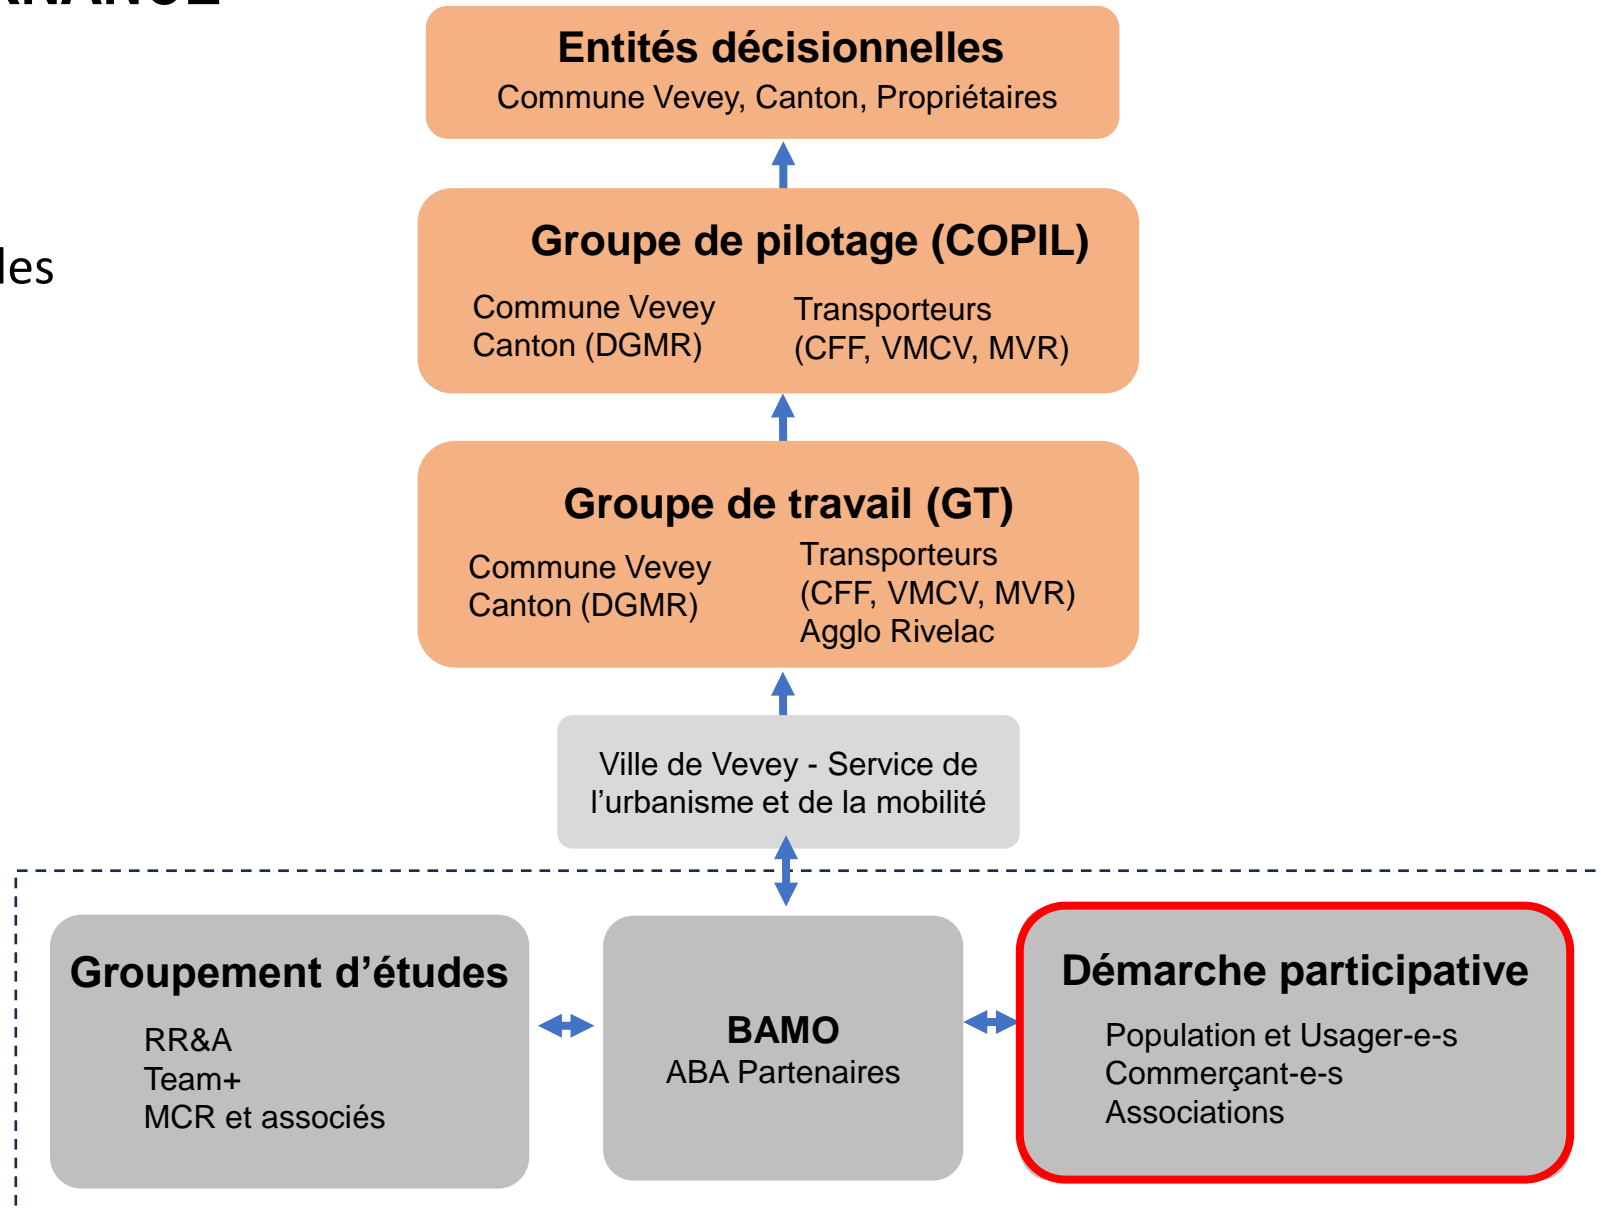 Entités décisionnelles
Commune Vevey, Canton, Propriétaires
les
Groupe de pilotage (COPIL)
Commune Vevey
Canton (DGMR)
Transporteurs
(CFF, VMCV, MVR)
Groupe de travail (GT)
Commune Vevey
Canton (DGMR)
Transporteurs
(CFF, VMCV, MVR)
Agglo Rivelac
Ville de Vevey - Service de
l’urbanisme et de la mobilité
Groupement d’études
RR&A
Team+
MCR et associés
BAMO
ABA Partenaires
Démarche participative
Population et Usager-e-s
Commerçant-e-s
Associations